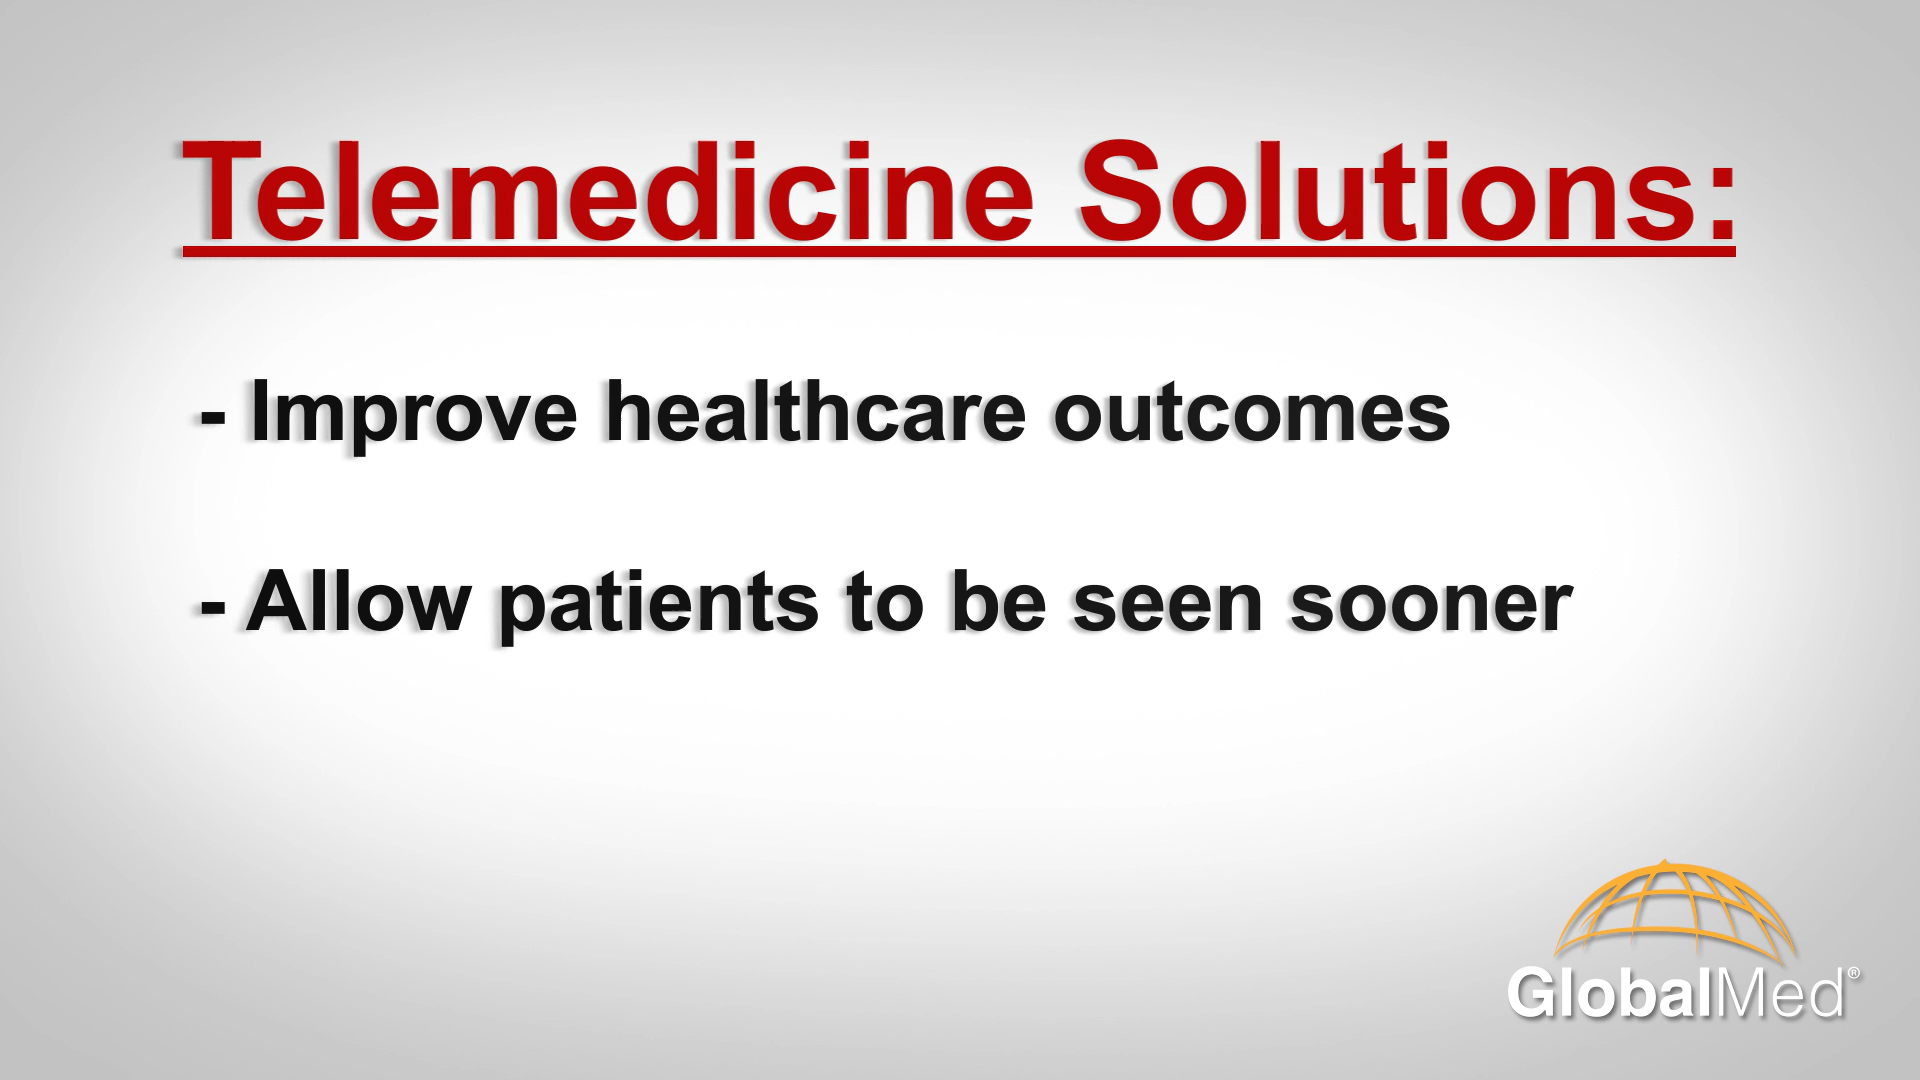 Telemedicine Solutions:
- Improve healthcare outcomes
- Allow patients to be seen sooner
GlobalMed®